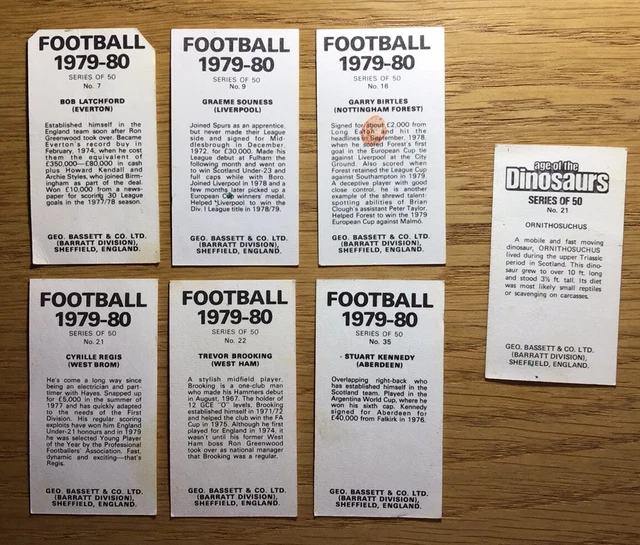 FOOTBALL
1979-80
SERIES OF 50
No. 7
BOB LATCHFORD
(EVERTON)
Established himself in the
England team soon after Ron
Greenwood took over. Became
Everton's record buy in
February, 1974, when he cost
them the equivalent of
£350,000—£80,000 in cash
plus Howard Kendall and
Archie Styles, who joined Birm-
ingham as part of the deal.
Won £10,000 from a news-
paper for scoring 30 League
goals in the 1977/78 season.
GEO. BASSETT & CO. LTD.
(BARRATT DIVISION),
SHEFFIELD, ENGLAND.
FOOTBALL
1979-80
SERIES OF 50
No. 9
GRAEME SOUNESS
(LIVERPOOL)
Joined Spurs as an apprentice,
but never made their League
side and signed for Mid-
dlesbrough in December,
1972, for £30,000. Made his
League debut at Fulham the
following month and went on
to win Scotland Under-23 and
full caps while with Boro.
Joined Liverpool in 1978 and a
few months later picked up a
European Cup winners' medal.
Helped Liverpool to win the
Div. I League title in 1978/79.
GEO. BASSETT & CO. LTD.
(BARRATT DIVISION),
SHEFFIELD, ENGLAND.
FOOTBALL
1979-80
SERIES OF 50
No. 16
GARRY BIRTLES
(NOTTINGHAM FOREST)
Signed for about £2,000 from
Long Eaton and hit the
headlines in September, 1978,
when he scored Forest's first
goal in the European Cup tie
against Liverpool at the City
Ground. Also scored when
Forest retained the League Cup
against Southampton in 1979.
A deceptive player with good
close control, he is another
example of the shrewd talent-
spotting abilities of Brian
Clough's assistant Peter Taylor.
Helped Forest to win the 1979
European Cup against Malmö.
GEO. BASSETT & CO. LTD.
(BARRATT DIVISION),
SHEFFIELD, ENGLAND.
age of the
Dinosaurs
SERIES OF 50
No. 21
ORNITHOSUCHUS
A mobile and fast moving
dinosaur, ORNITHOSUCHUS
lived during the upper Triassic
period in Scotland. This dino-
saur grew to over 10 ft. long
and stood 3½ ft. tall. Its diet
was most likely small reptiles
or scavenging on carcasses.
GEO. BASSETT & CO. LTD.
(BARRATT DIVISION),
SHEFFIELD, ENGLAND.
FOOTBALL
1979-80
SERIES OF 50
No. 21
CYRILLE REGIS
(WEST BROM)
He's come a long way since
being an electrician and part-
timer with Hayes. Snapped up
for £5,000 in the summer of
1977 and has quickly adapted
to the needs of the First
Division. His regular scoring
exploits have won him England
Under-21 honours and in 1979
he was selected Young Player
of the Year by the Professional
Footballers' Association. Fast,
dynamic and exciting—that's
Regis.
GEO. BASSETT & CO. LTD.
(BARRATT DIVISION),
SHEFFIELD, ENGLAND.
FOOTBALL
1979-80
SERIES OF 50
No. 22
TREVOR BROOKING
(WEST HAM)
A stylish midfield player.
Brooking is a one-club man
who made his Hammers debut
in August, 1967. The holder of
12 GCE "O" levels, Brooking
established himself in 1971/72
and helped the club win the FA
Cup in 1975. Although he first
played for England in 1974, it
wasn't until his former West
Ham boss Ron Greenwood
took over as national manager
that Brooking was a regular.
GEO. BASSETT & CO. LTD.
(BARRATT DIVISION),
SHEFFIELD, ENGLAND.
FOOTBALL
1979-80
SERIES OF 50
No. 35
STUART KENNEDY
(ABERDEEN)
Overlapping right-back who
has established himself in the
Scotland team. Played in the
Argentina World Cup, where he
won his sixth cap. Kennedy
signed for Aberdeen for
£40,000 from Falkirk in 1976.
GEO. BASSETT & CO. LTD.
(BARRATT DIVISION),
SHEFFIELD, ENGLAND.